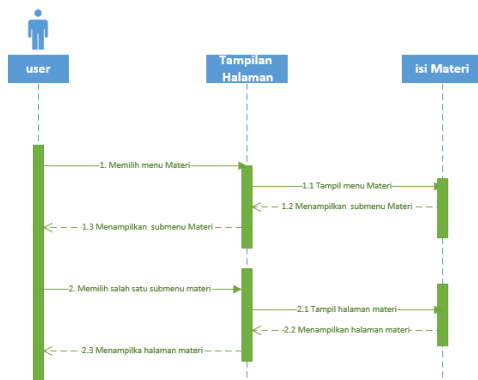 user
Tampilan
Halaman
isi Materi
1. Memilih menu Materi
1.1 Tampil menu Materi
1.2 Menampilkan submenu Materi
1.3 Menampilkan submenu Materi
2. Memilih salah satu submenu materi
2.1 Tampil halaman materi
2.2 Menampilkan halaman materi
2.3 Menampilka halaman materi